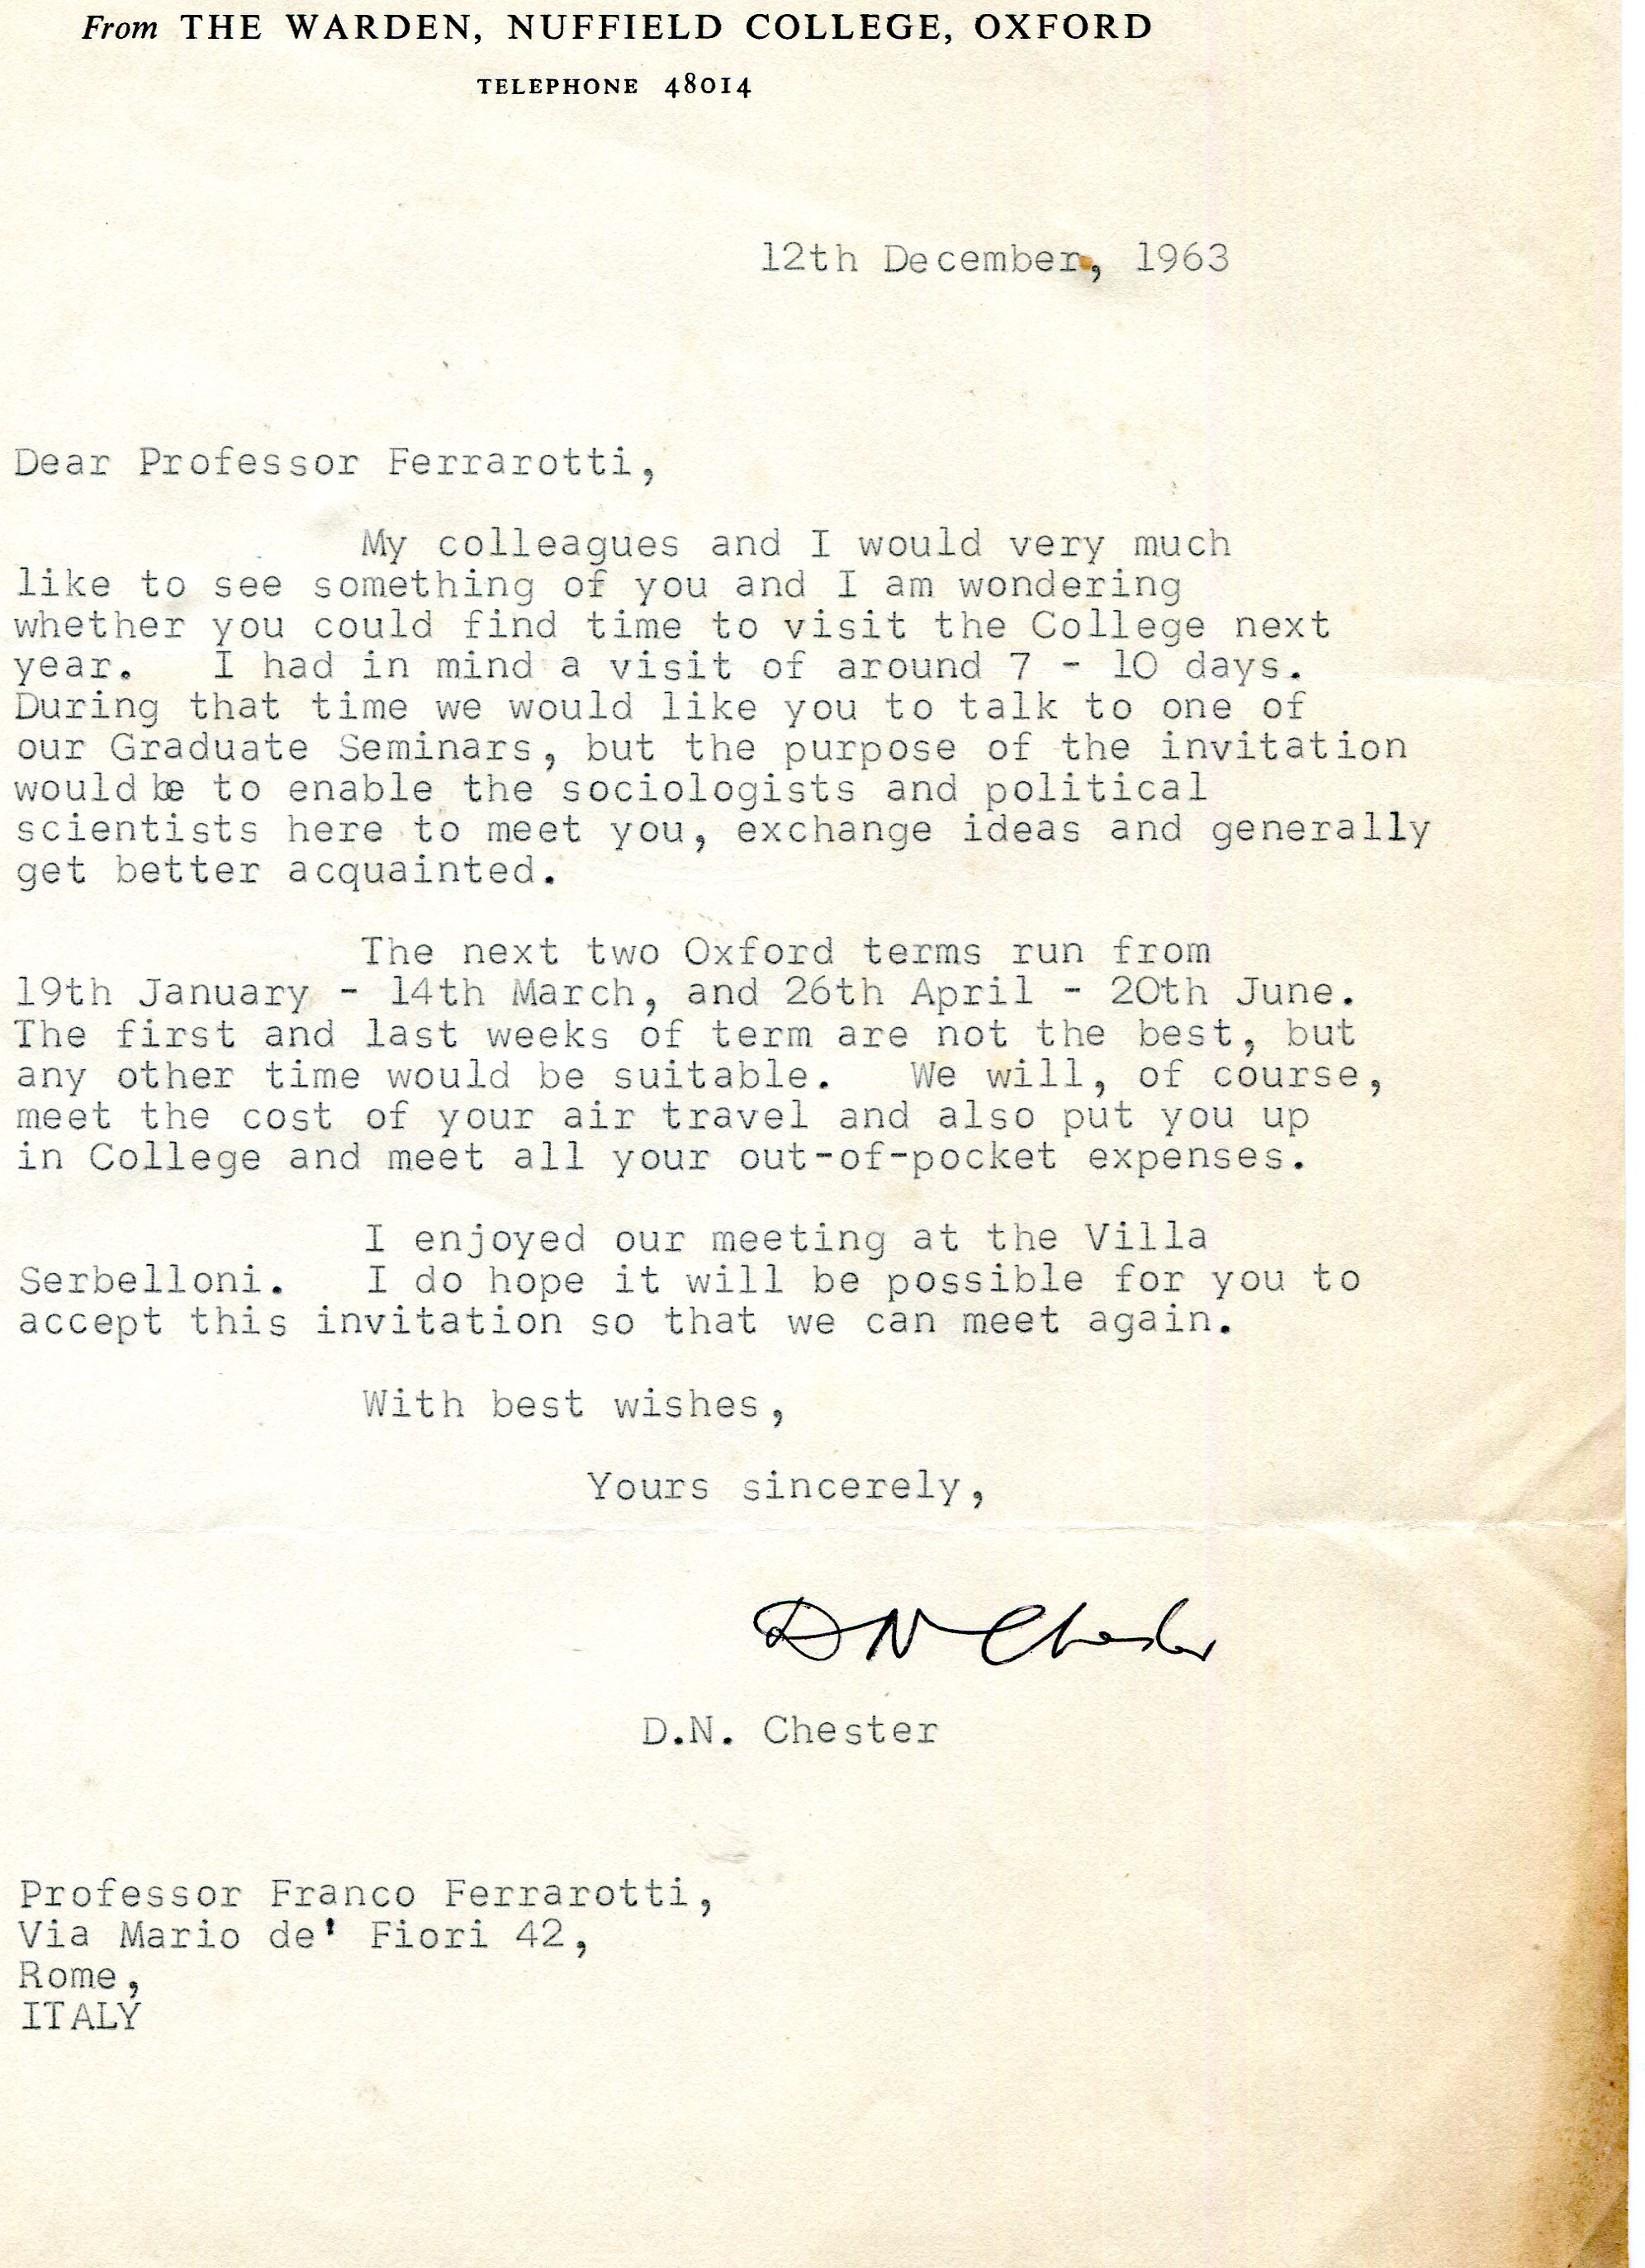 From THE WARDEN, NUFFIELD COLLEGE, OXFORD
TELEPHONE 48014
12th December, 1963
Dear Professor Ferrarotti,
My colleagues and I would very much
like to see something of you and I am wondering
whether you could find time to visit the College next
year. I had in mind a visit of around 7 - 10 days.
During that time we would like you to talk to one of
our Graduate Seminars, but the purpose of the invitation
would be to enable the sociologists and political
scientists here to meet you, exchange ideas and generally
get better acquainted.
The next two Oxford terms run from
19th January - 14th March, and 26th April - 20th June.
The first and last weeks of term are not the best, but
any other time would be suitable. We will, of course,
meet the cost of your air travel and also put you up
in College and meet all your out-of-pocket expenses.
I enjoyed our meeting at the Villa
Serbelloni. I do hope it will be possible for you to
accept this invitation so that we can meet again.
With best wishes,
Yours sincerely,
D N Chester
D.N. Chester
Professor Franco Ferrarotti,
Via Mario de' Fiori 42,
Rome,
ITALY